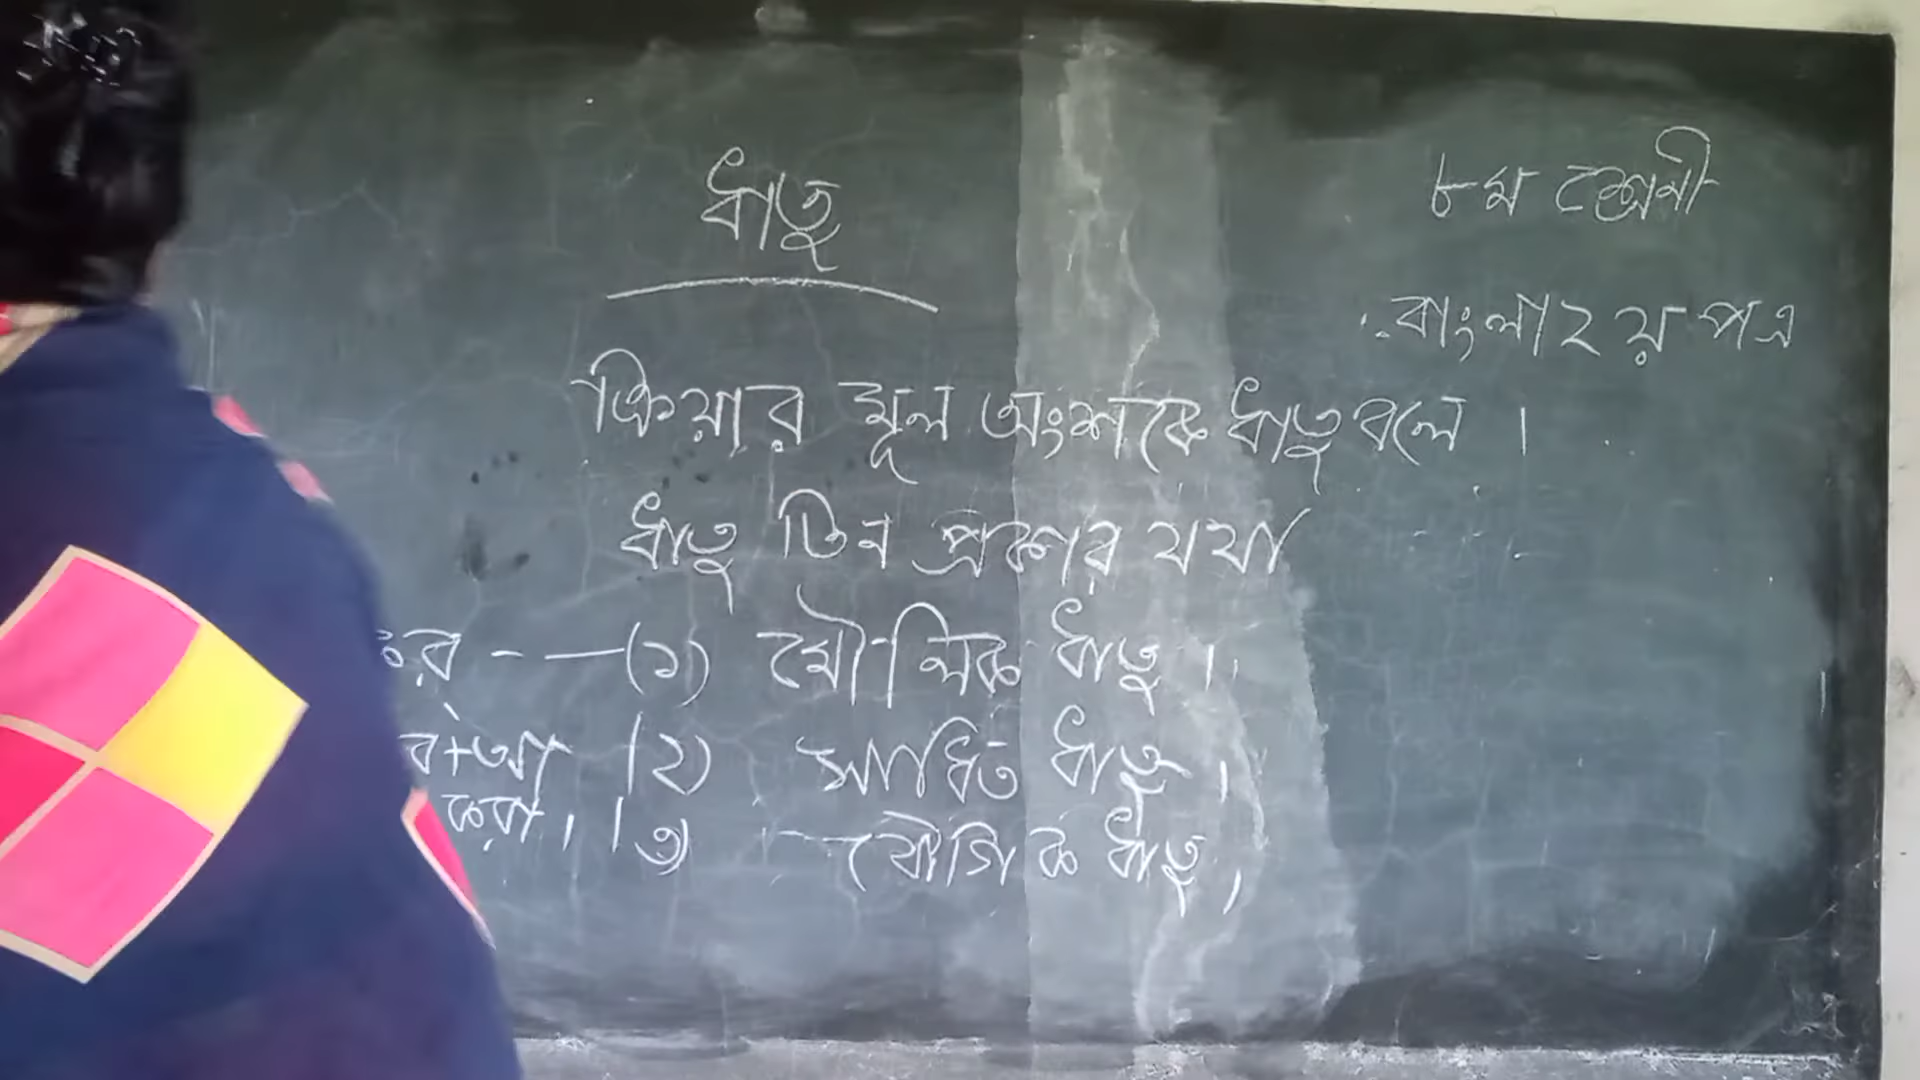 ধাতু
৮ম শ্রেনী
বাংলা ২য় পত্র
ক্রিয়ার মূল অংশকে ধাতু বলে ।
ধাতু তিন প্রকার যথা
(১) মৌলিক ধাতু ।
(২) সাধিত ধাতু ।
করা ।
(৩) যৌগিক ধাতু ।